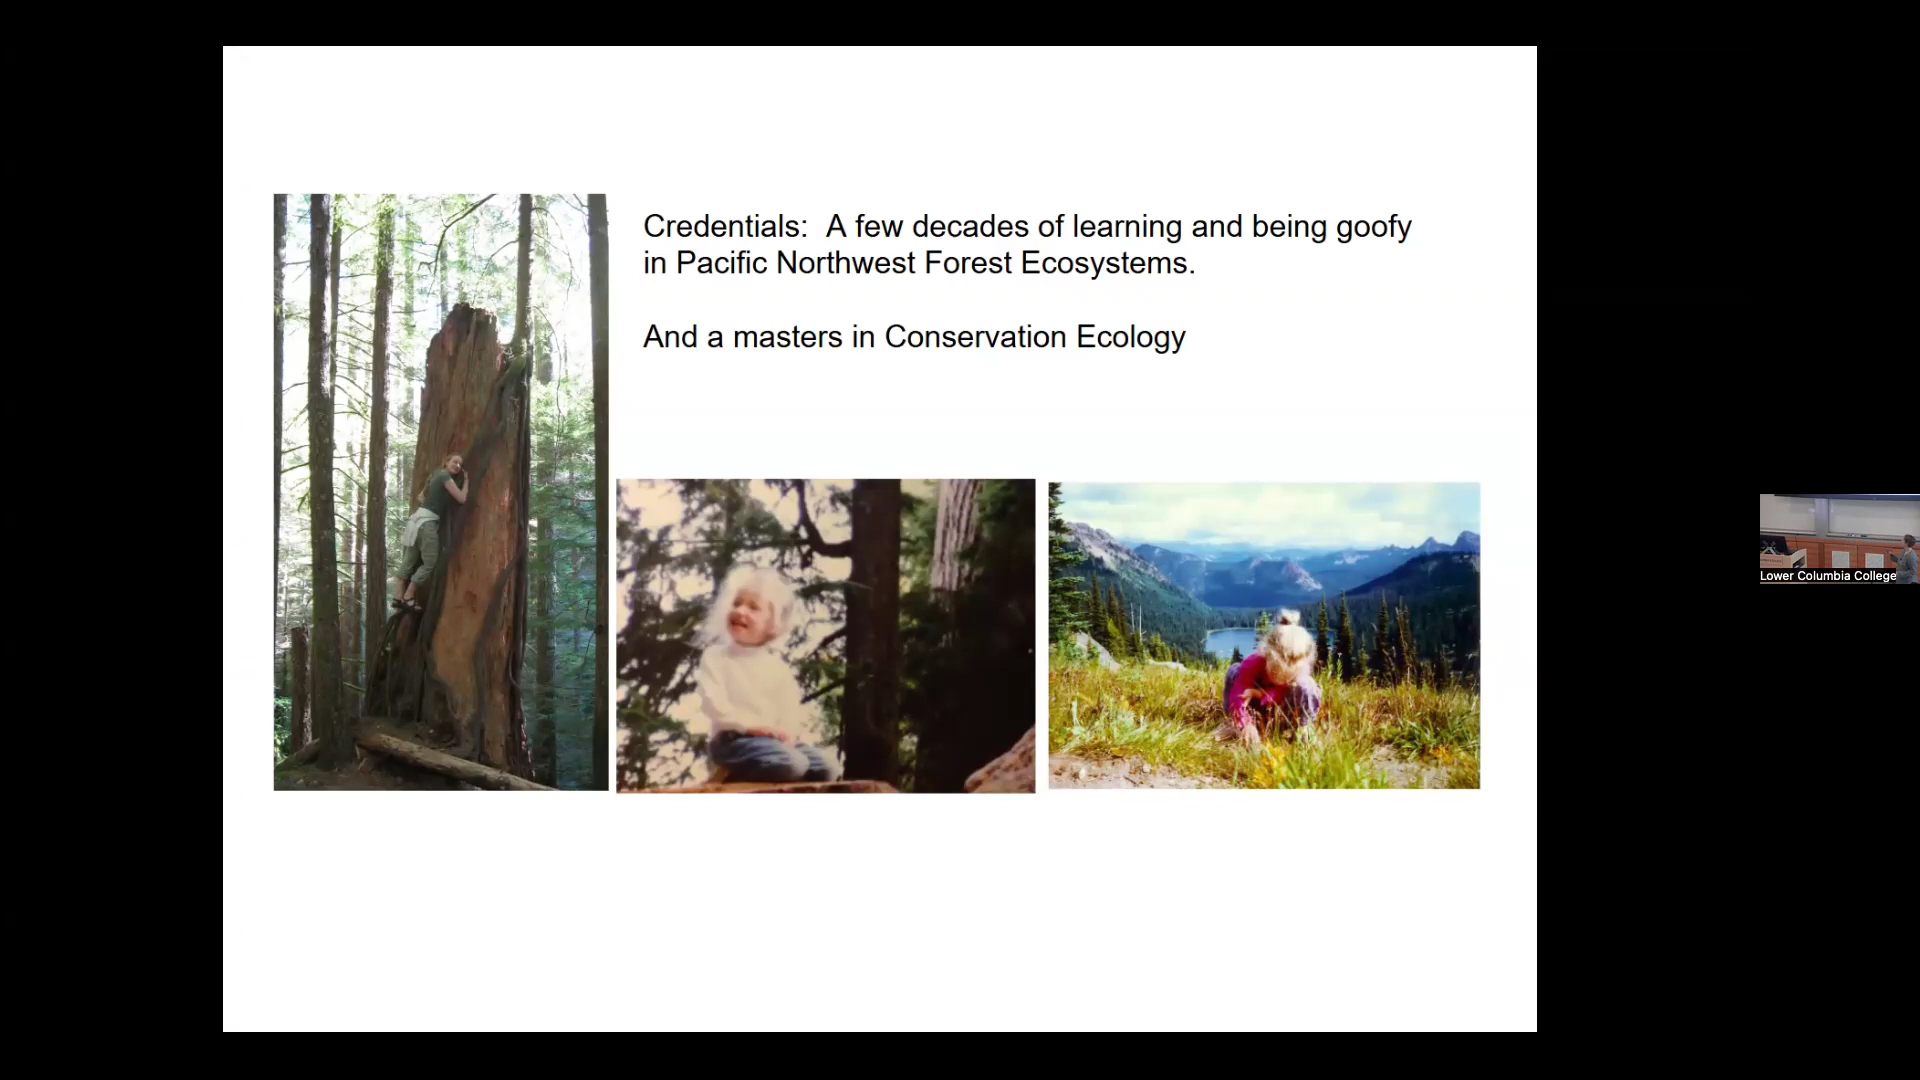 Credentials:  A few decades of learning and being goofy
in Pacific Northwest Forest Ecosystems.
And a masters in Conservation Ecology
Lower Columbia College